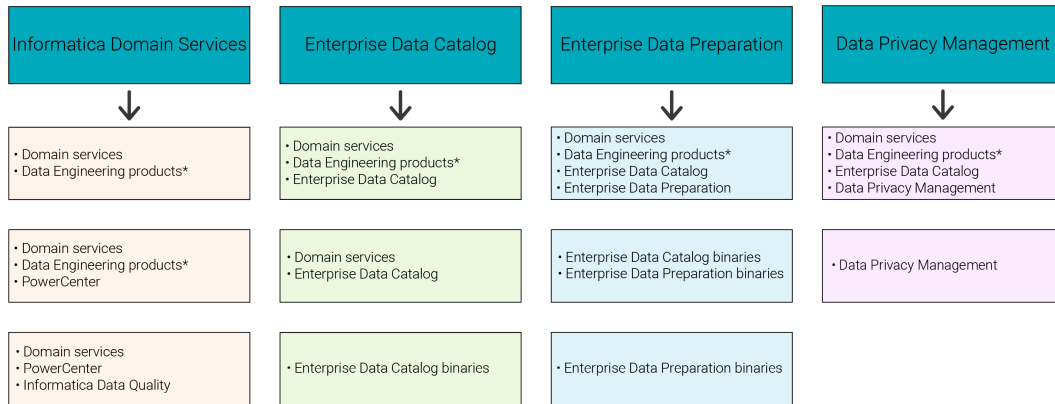 Informatica Domain Services
Enterprise Data Catalog
Enterprise Data Preparation
Data Privacy Management
• Domain services
• Data Engineering products*
• Domain services
• Data Engineering products*
• Enterprise Data Catalog
• Domain services
• Data Engineering products*
• Enterprise Data Catalog
• Enterprise Data Preparation
• Domain services
• Data Engineering products*
• Enterprise Data Catalog
• Data Privacy Management
• Domain services
• Data Engineering products*
• PowerCenter
• Domain services
• Enterprise Data Catalog
• Enterprise Data Catalog binaries
• Enterprise Data Preparation binaries
• Data Privacy Management
• Domain services
• PowerCenter
• Informatica Data Quality
• Enterprise Data Catalog binaries
• Enterprise Data Preparation binaries